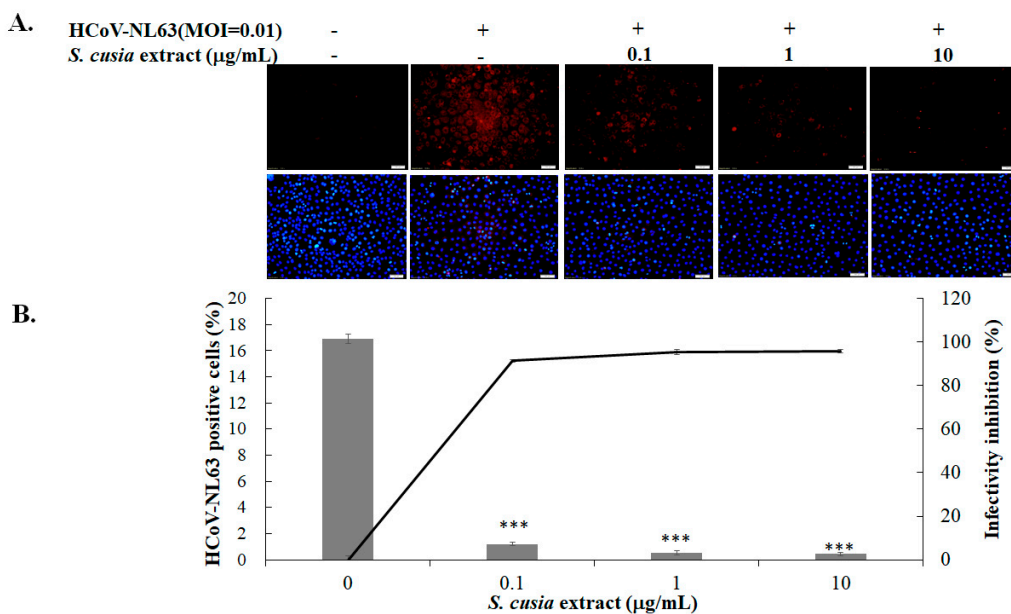 A.
HCoV-NL63(MOI=0.01) - + + + +
S. cusia extract (μg/mL) - - 0.1 1 10
B.
HCoV-NL63 positive cells (%)
20
18
16
14
12
10
8
6
4
2
0
*** *** ***
120
100
80
60
40
20
0
Infectivity inhibition (%)
0 0.1 1 10
S. cusia extract (μg/mL)